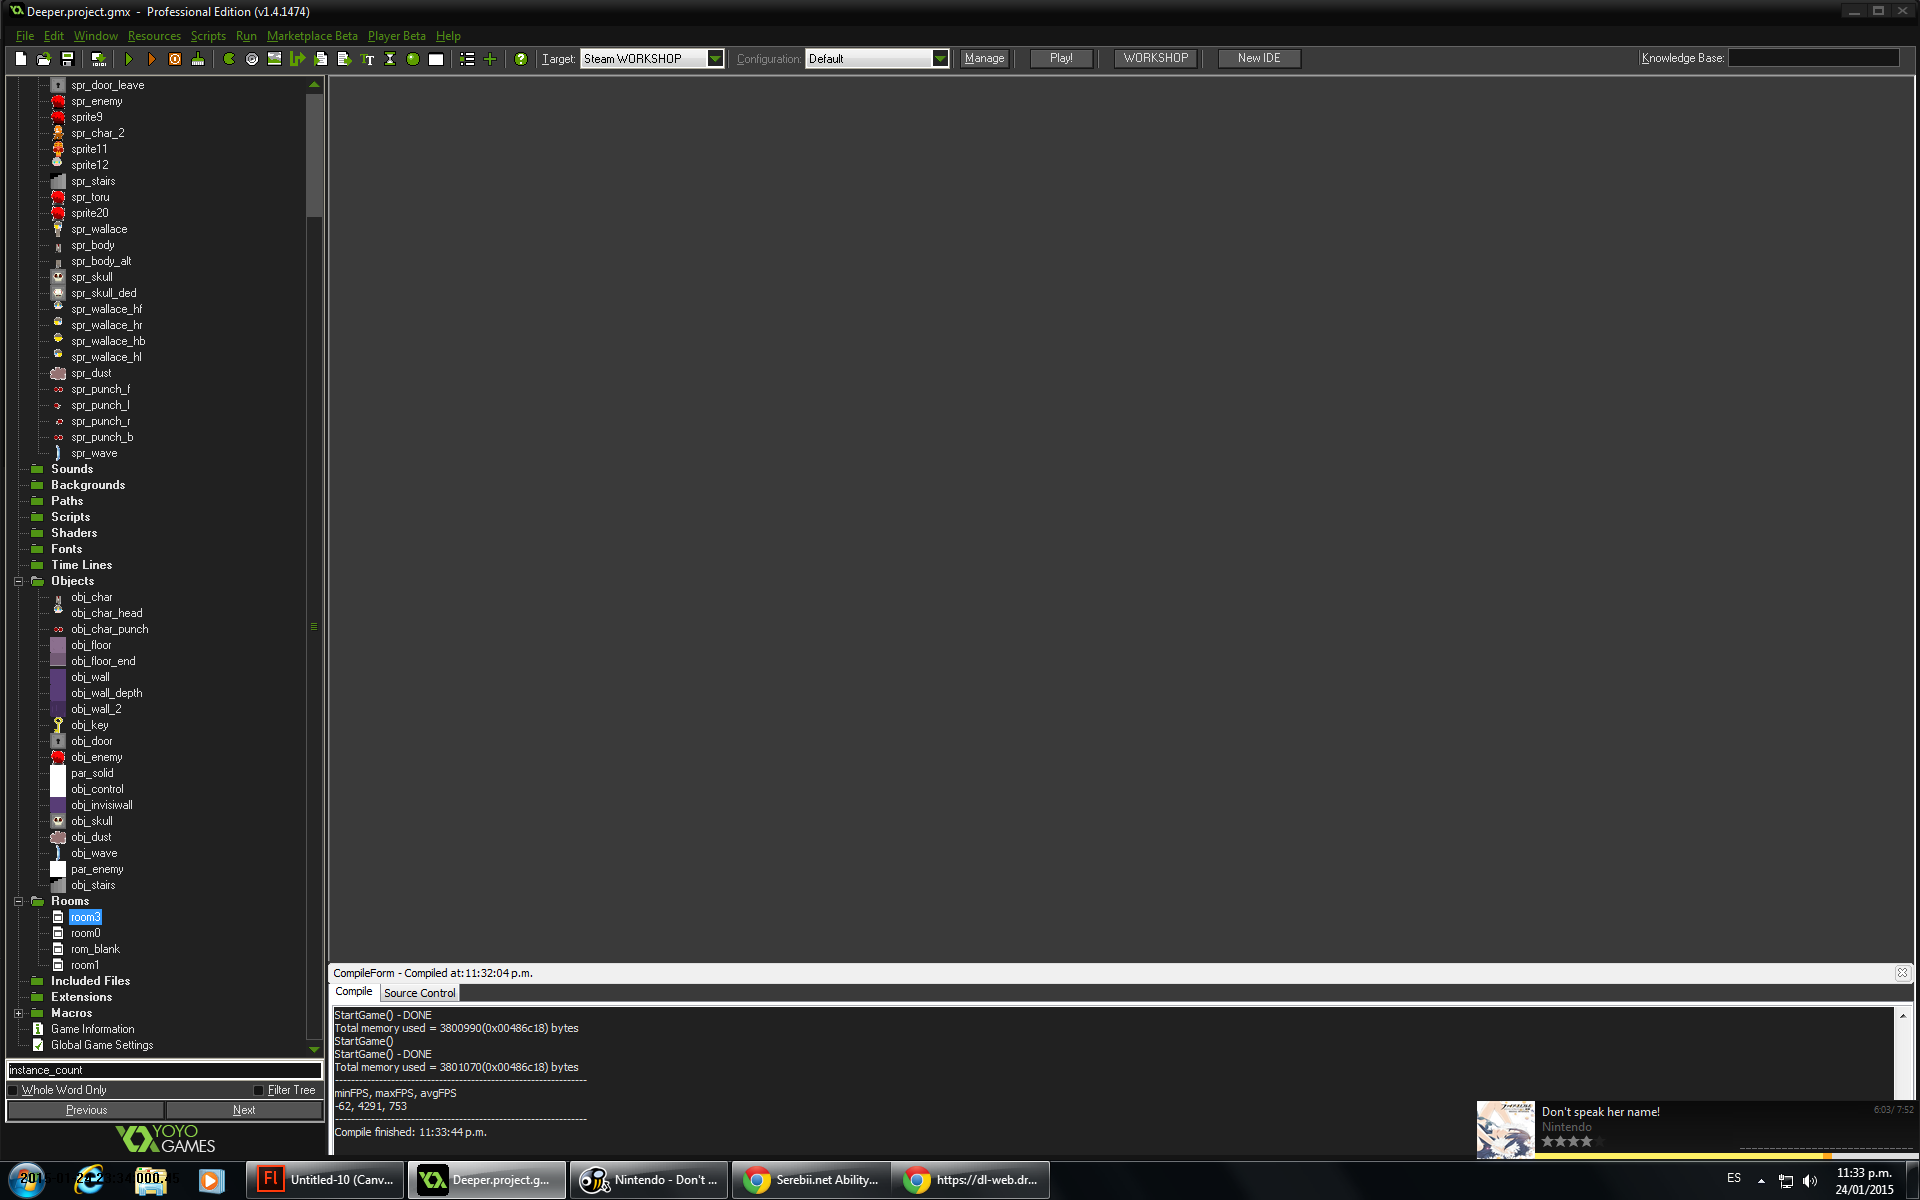 Deeper.project.gmx - Professional Edition (v1.4.1474)
File Edit Window Resources Scripts Run Marketplace Beta Player Beta Help
Target: Steam WORKSHOP Configuration: Default Manage Play! WORKSHOP New IDE Knowledge Base:
spr_door_leave
spr_enemy
sprite9
spr_char_2
sprite11
sprite12
spr_stairs
spr_toru
sprite20
spr_wallace
spr_body
spr_body_alt
spr_skull
spr_skull_ded
spr_wallace_hf
spr_wallace_hr
spr_wallace_hb
spr_wallace_hl
spr_dust
spr_punch_f
spr_punch_l
spr_punch_r
spr_punch_b
spr_wave
Sounds
Backgrounds
Paths
Scripts
Shaders
Fonts
Time Lines
Objects
obj_char
obj_char_head
obj_char_punch
obj_floor
obj_floor_end
obj_wall
obj_wall_depth
obj_wall_2
obj_key
obj_door
obj_enemy
par_solid
obj_control
obj_invisiwall
obj_skull
obj_dust
obj_wave
par_enemy
obj_stairs
Rooms
room3
room0
rom_blank
room1
Included Files
Extensions
Macros
Game Information
Global Game Settings
instance_count
Whole Word Only Filter Tree
Previous Next
YOYO GAMES
CompileForm - Compiled at:11:32:04 p.m.
Compile Source Control
StartGame() - DONE
Total memory used = 3800990(0x00486c18) bytes
StartGame()
StartGame() - DONE
Total memory used = 3801070(0x00486c18) bytes
minFPS, maxFPS, avgFPS
-62, 4291, 753
Compile finished: 11:33:44 p.m.
Don't speak her name! 6:03/ 7:52
Nintendo
Untitled-10 (Canv... Deeper.project.g... Nintendo - Don't ... Serebii.net Ability... https://dl-web.dr...
ES 11:33 p.m.
24/01/2015